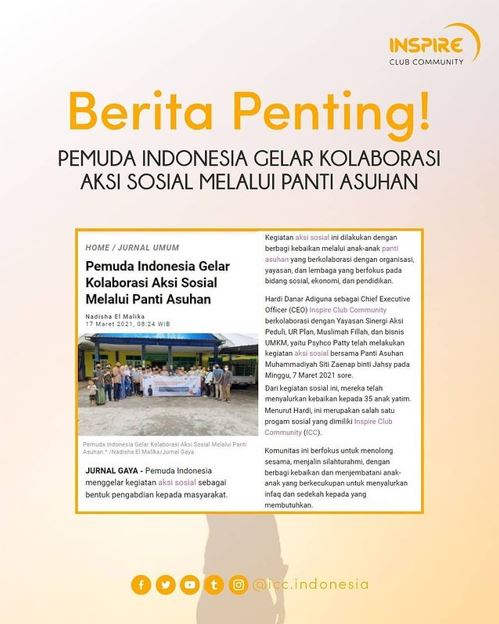 INSPIRE
CLUB COMMUNITY
Berita Penting!
PEMUDA INDONESIA GELAR KOLABORASI
AKSI SOSIAL MELALUI PANTI ASUHAN
HOME / JURNAL UMUM
Pemuda Indonesia Gelar
Kolaborasi Aksi Sosial
Melalui Panti Asuhan
Nadisha El Malika
17 Maret 2021, 08:24 WIB
Pemuda Indonesia Gelar Kolaborasi Aksi Sosial Melalui Panti
Asuhan.* /Nadisha El Malika/Jurnal Gaya
JURNAL GAYA - Pemuda Indonesia
menggelar kegiatan aksi sosial sebagai
bentuk pengabdian kepada masyarakat.
Kegiatan aksi sosial ini dilakukan dengan
berbagi kebaikan melalui anak-anak panti
asuhan yang berkolaborasi dengan organisasi,
yayasan, dan lembaga yang berfokus pada
bidang sosial, ekonomi, dan pendidikan.
Hardi Danar Adiguna sebagai Chief Executive
Officer (CEO) Inspire Club Community
berkolaborasi dengan Yayasan Sinergi Aksi
Peduli, UR Plan, Muslimah Fillah, dan bisnis
UMKM, yaitu Psyhco Patty telah melakukan
kegiatan aksi sosial bersama Panti Asuhan
Muhammadiyah Siti Zaenap binti Jahsy pada
Minggu, 7 Maret 2021 sore.
Dari kegiatan sosial ini, mereka telah
menyalurkan kebaikan kepada 35 anak yatim.
Menurut Hardi, ini merupakan salah satu
progam sosial yang dimiliki Inspire Club
Community (ICC).
Komunitas ini berfokus untuk menolong
sesama, menjalin silahturahmi, dengan
berbagi kebaikan dan menjembatani anak-
anak yang berkecukupan untuk menyalurkan
infaq dan sedekah kepada yang
membutuhkan.
@icc.indonesia